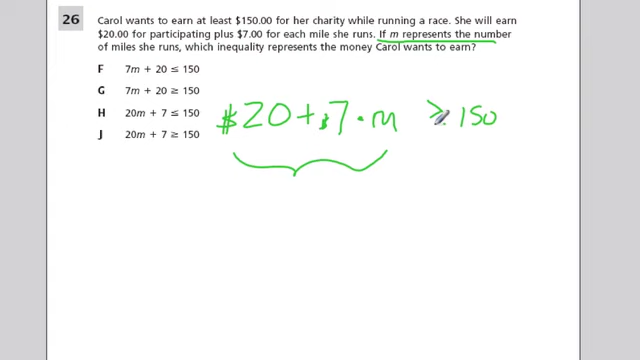 26 Carol wants to earn at least $150.00 for her charity while running a race. She will earn
$20.00 for participating plus $7.00 for each mile she runs. If m represents the number
of miles she runs, which inequality represents the money Carol wants to earn?
F 7m + 20 ≤ 150
G 7m + 20 ≥ 150
H 20m + 7 ≤ 150
J 20m + 7 ≥ 150
$20 + $7 · m ≥ 150